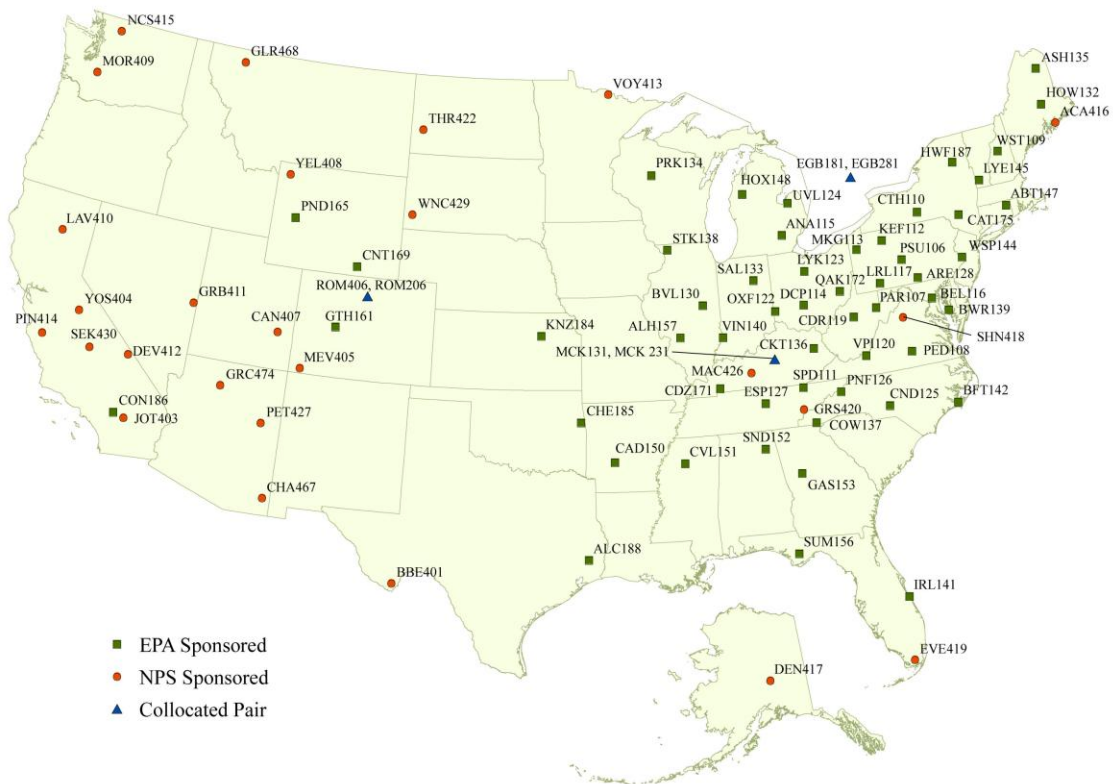 NCS415
MOR409
GLR468
VOY413
ASH135
HOW132
ACA416
THR422
WST109
HWF187
LYE145
EGB181, EGB281
PRK134
YEL408
HOX148
UVL124
ABT147
PND165
CTH110
CAT175
WNC429
LAV410
ANA115
KEF112
MKG113
STK138
PSU106
WSP144
CNT169
LYK123
SAL133
LRL117
ARE128
QAK172
ROM406, ROM206
GRB411
YOS404
BVL130
OXF122
DCP114
PAR107
BEL116
BWR139
PIN414
CAN407
GTH161
CDR119
SEK430
KNZ184
ALH157
VIN140
SHN418
CKT136
DEV412
MEV405
MCK131, MCK 231
VPI120
PED108
MAC426
GRC474
CDZ171
SPD111
PNF126
ESP127
CND125
BFT142
CON186
JOT403
PET427
CHE185
GRS420
COW137
SND152
CAD150
CVL151
GAS153
CHA467
ALC188
SUM156
BBE401
IRL141
EVE419
DEN417
EPA Sponsored
NPS Sponsored
Collocated Pair